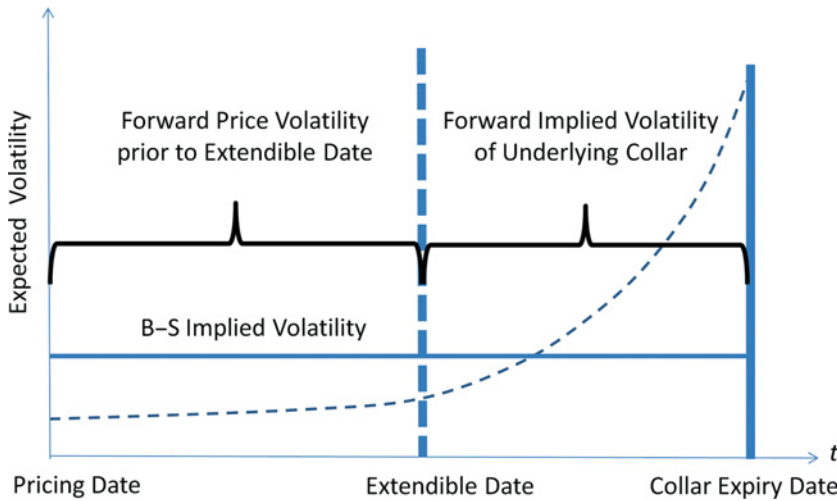 Expected Volatility
Forward Price Volatility
prior to Extendible Date
Forward Implied Volatility
of Underlying Collar
B–S Implied Volatility
t
Pricing Date
Extendible Date
Collar Expiry Date